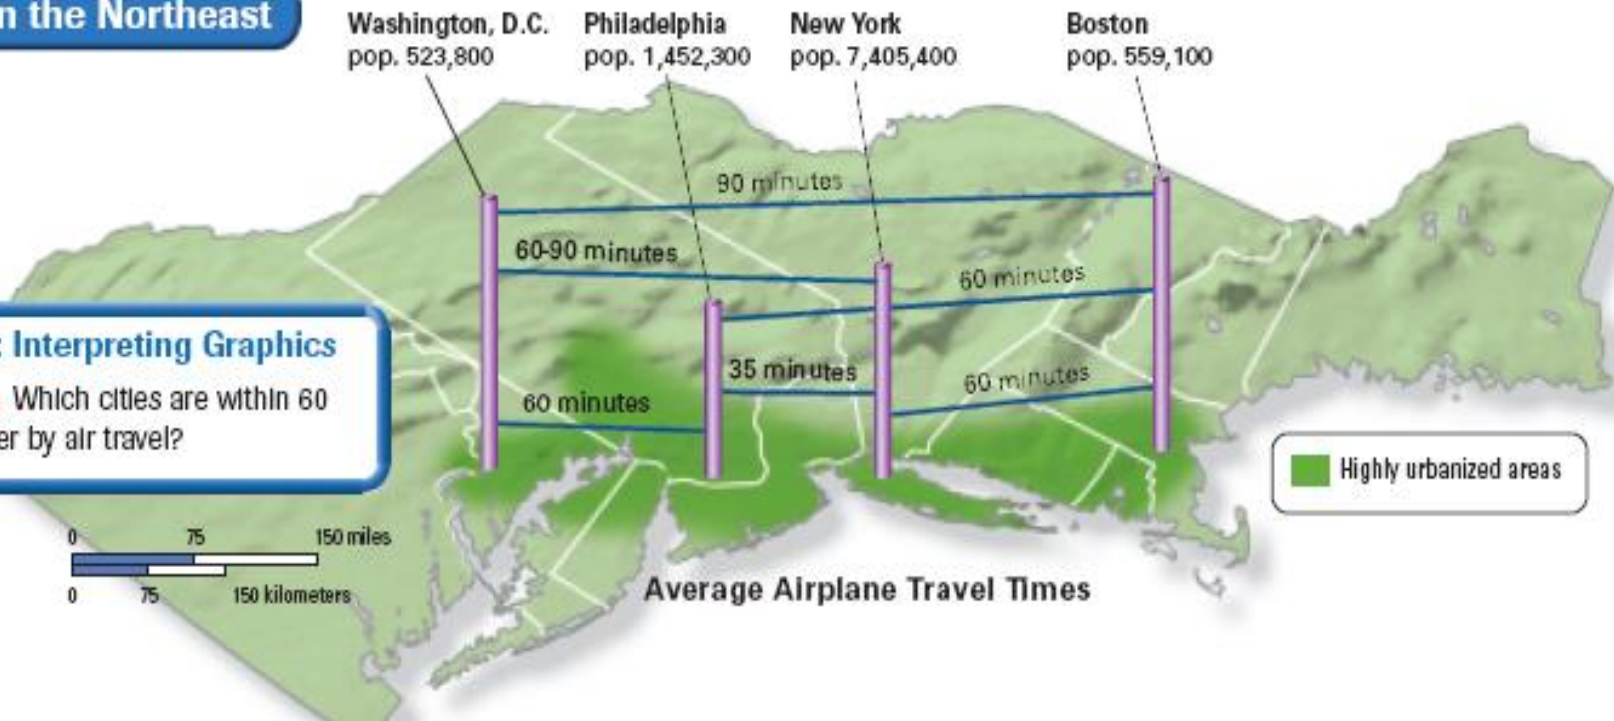 n the Northeast
Washington, D.C.
pop. 523,800
Philadelphia
pop. 1,452,300
New York
pop. 7,405,400
Boston
pop. 559,100
90 minutes
60-90 minutes
60 minutes
35 minutes
60 minutes
60 minutes
: Interpreting Graphics
Which cities are within 60
er by air travel?
Highly urbanized areas
0 75 150 miles
0 75 150 kilometers
Average Airplane Travel Times